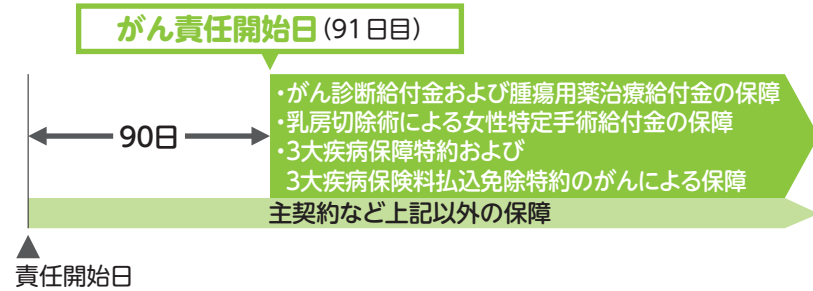 がん責任開始日(91日目)
・がん診断給付金および腫瘍用薬治療給付金の保障
・乳房切除術による女性特定手術給付金の保障
・3大疾病保障特約および
3大疾病保険料払込免除特約のがんによる保障
90日
主契約など上記以外の保障
責任開始日